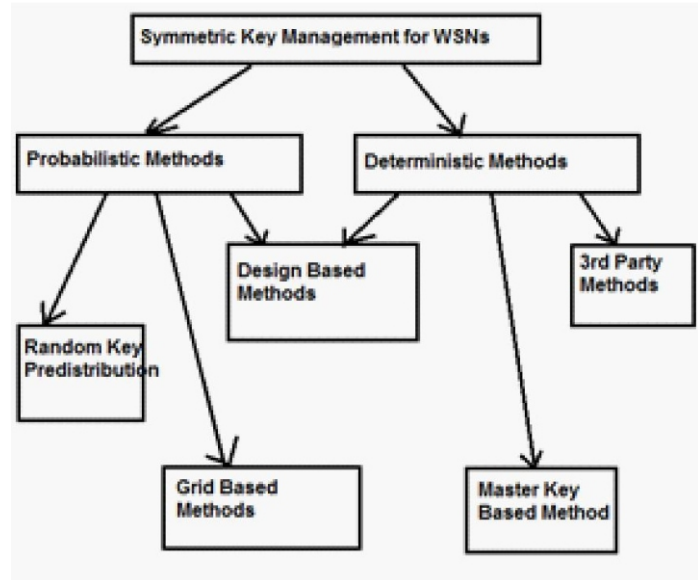 Symmetric Key Management for WSNs
Probabilistic Methods
Deterministic Methods
Design Based
Methods
3rd Party
Methods
Random Key
Predistribution
Grid Based
Methods
Master Key
Based Method